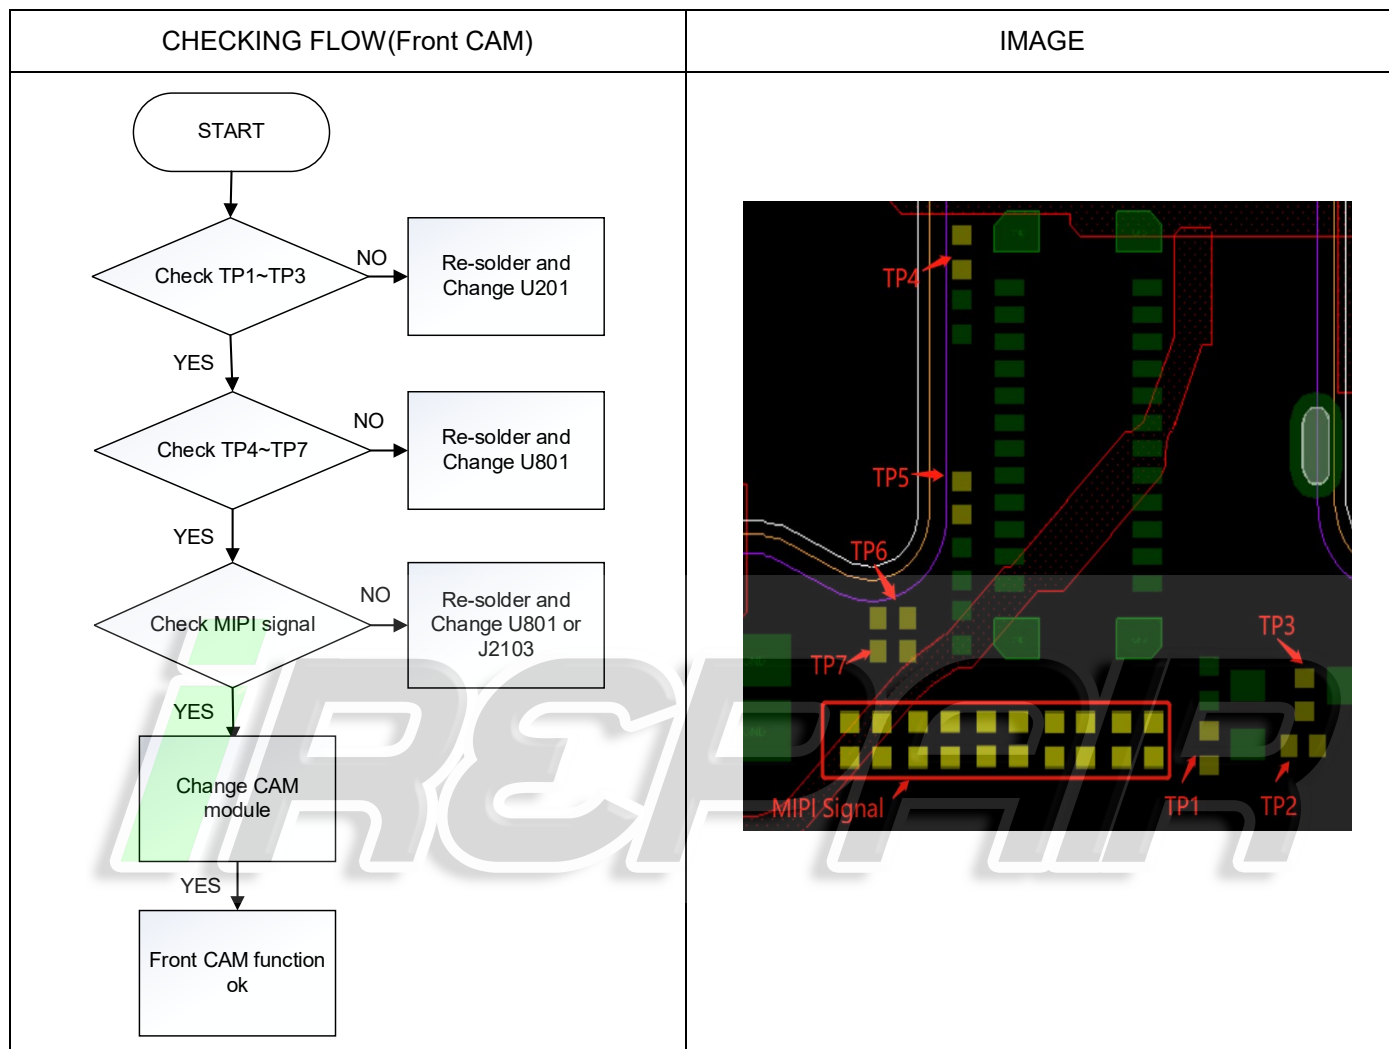 CHECKING FLOW(Front CAM)
IMAGE
START
Check TP1~TP3
NO
Re-solder and
Change U201
YES
Check TP4~TP7
NO
Re-solder and
Change U801
YES
Check MIPI signal
NO
Re-solder and
Change U801 or
J2103
YES
Change CAM
module
YES
Front CAM function
ok
TP4
TP5
TP6
TP7
TP3
MIPI Signal
TP1
TP2
iREPAIR